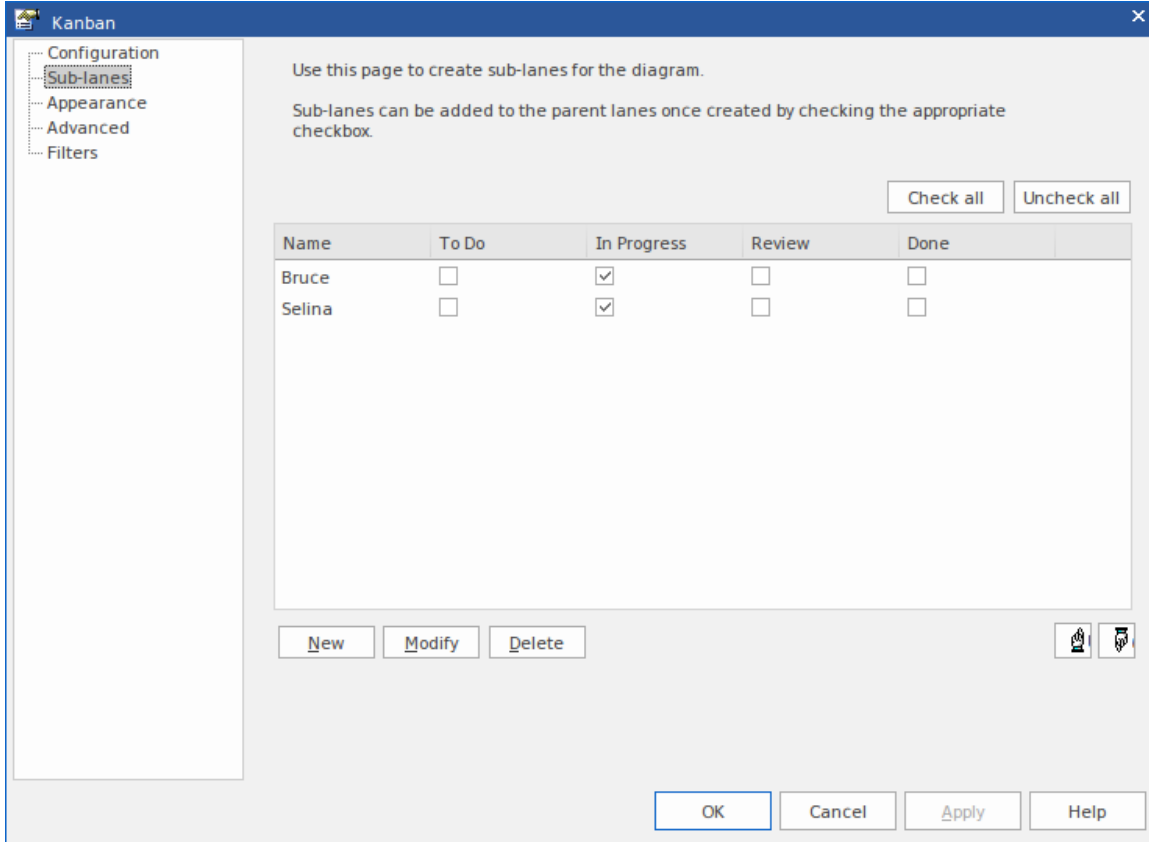 Kanban
Configuration
Sub-lanes
Appearance
Advanced
Filters
Use this page to create sub-lanes for the diagram.
Sub-lanes can be added to the parent lanes once created by checking the appropriate
checkbox.
Check all Uncheck all
Name To Do In Progress Review Done
Bruce
Selina
New Modify Delete
OK Cancel Apply Help